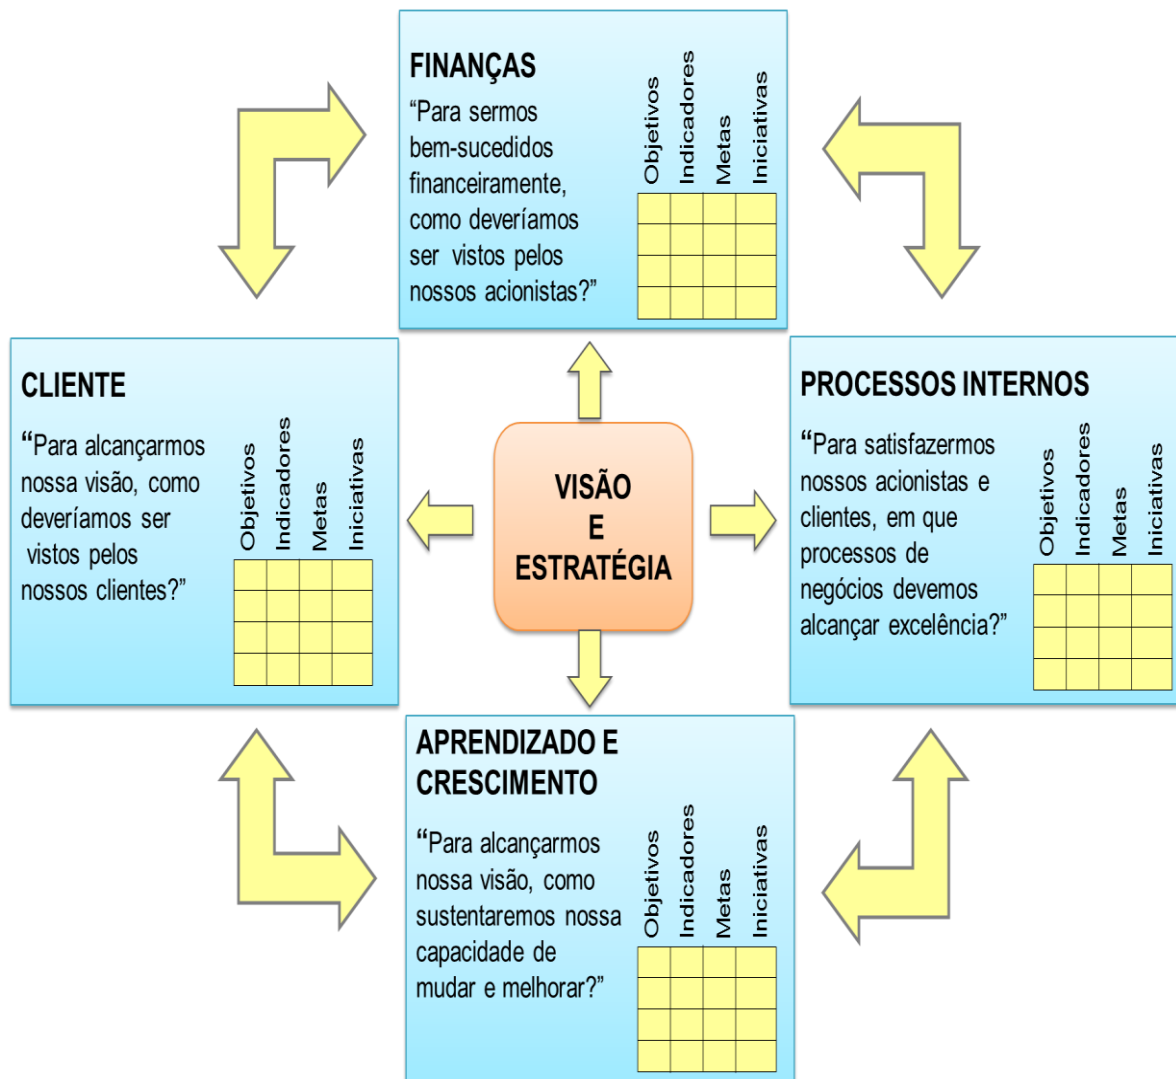 FINANÇAS
“Para sermos
bem-sucedidos
financeiramente,
como deveríamos
ser vistos pelos
nossos acionistas?”
Objetivos
Indicadores
Metas
Iniciativas
CLIENTE
“Para alcançarmos
nossa visão, como
deveríamos ser
vistos pelos
nossos clientes?”
Objetivos
Indicadores
Metas
Iniciativas
VISÃO
E
ESTRATÉGIA
PROCESSOS INTERNOS
“Para satisfazermos
nossos acionistas e
clientes, em que
processos de
negócios devemos
alcançar excelência?”
Objetivos
Indicadores
Metas
Iniciativas
APRENDIZADO E
CRESCIMENTO
“Para alcançarmos
nossa visão, como
sustentaremos nossa
capacidade de
mudar e melhorar?”
Objetivos
Indicadores
Metas
Iniciativas